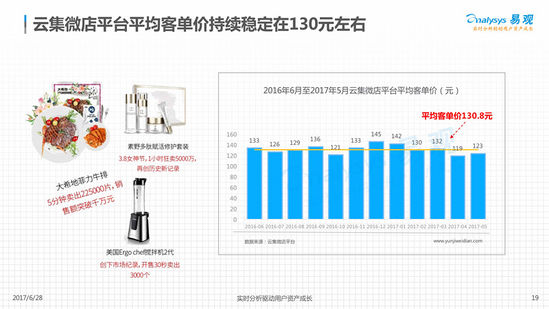 云集微店平台平均客单价持续稳定在130元左右
analysys 易观
实时分析驱动用户资产成长
大希地菲力牛排
5分钟卖出225000片，销
售额突破千万元
素野多肽赋活修护套装
3.8女神节，1小时狂卖5000万，
再创历史新记录
美国Ergo chef搅拌机2代
创下市场纪录，开售30秒卖出
3000个
2016年6月至2017年5月云集微店平台平均客单价（元）
平均客单价130.8元
160
140
120
100
80
60
40
20
0
133 126 129 136 123 133 145 142 130 132 119 123
2016-06 2016-07 2016-08 2016-09 2016-10 2016-11 2016-12 2017-01 2017-02 2017-03 2017-04 2017-05
数据来源：云集微店平台
www.yunjiweidian.com
2017/6/28
实时分析驱动用户资产成长
19